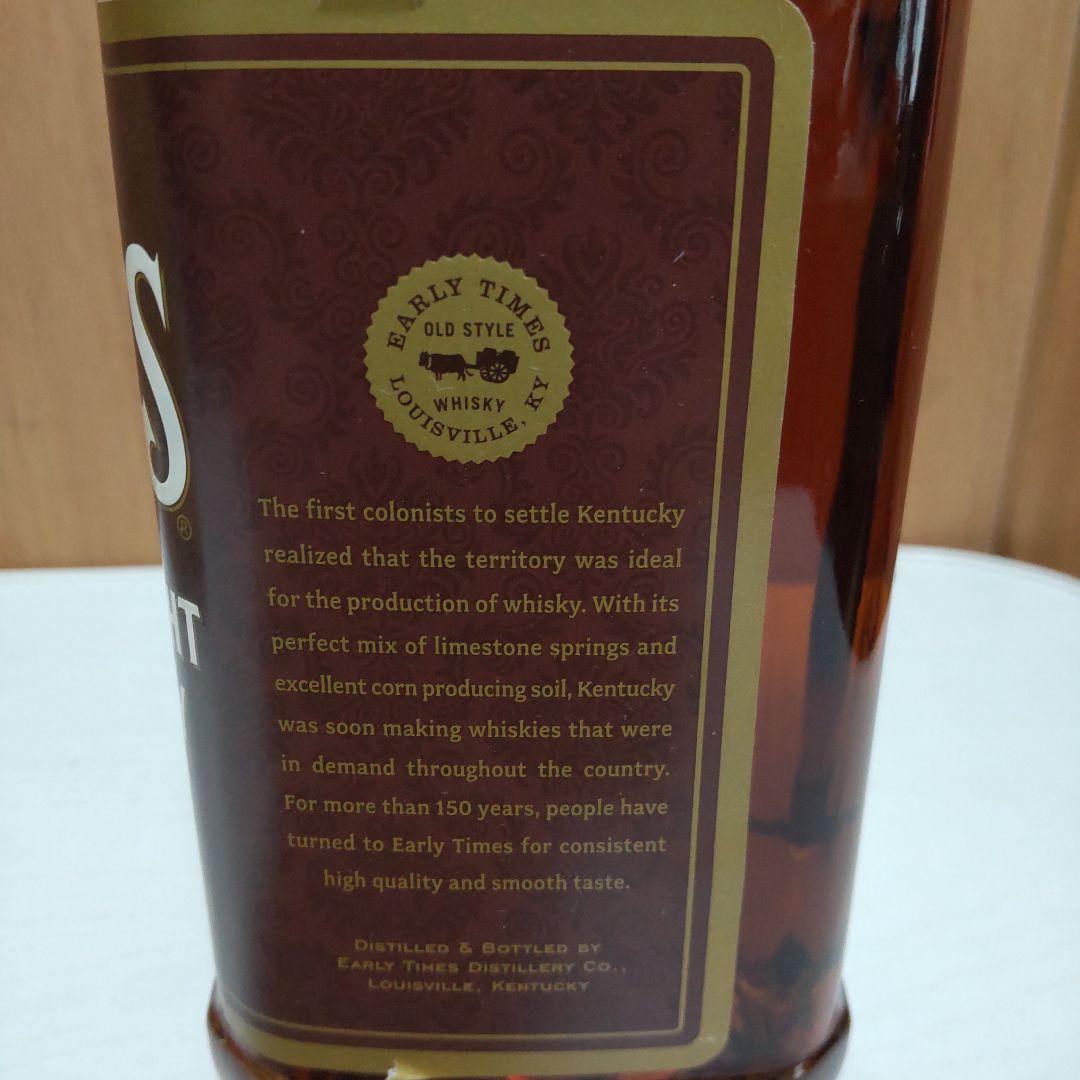 S
®
HT
EARLY TIMES
OLD STYLE
WHISKY
LOUISVILLE, KY
The first colonists to settle Kentucky
realized that the territory was ideal
for the production of whisky. With its
perfect mix of limestone springs and
excellent corn producing soil, Kentucky
was soon making whiskies that were
in demand throughout the country.
For more than 150 years, people have
turned to Early Times for consistent
high quality and smooth taste.
DISTILLED & BOTTLED BY
EARLY TIMES DISTILLERY CO.,
LOUISVILLE, KENTUCKY